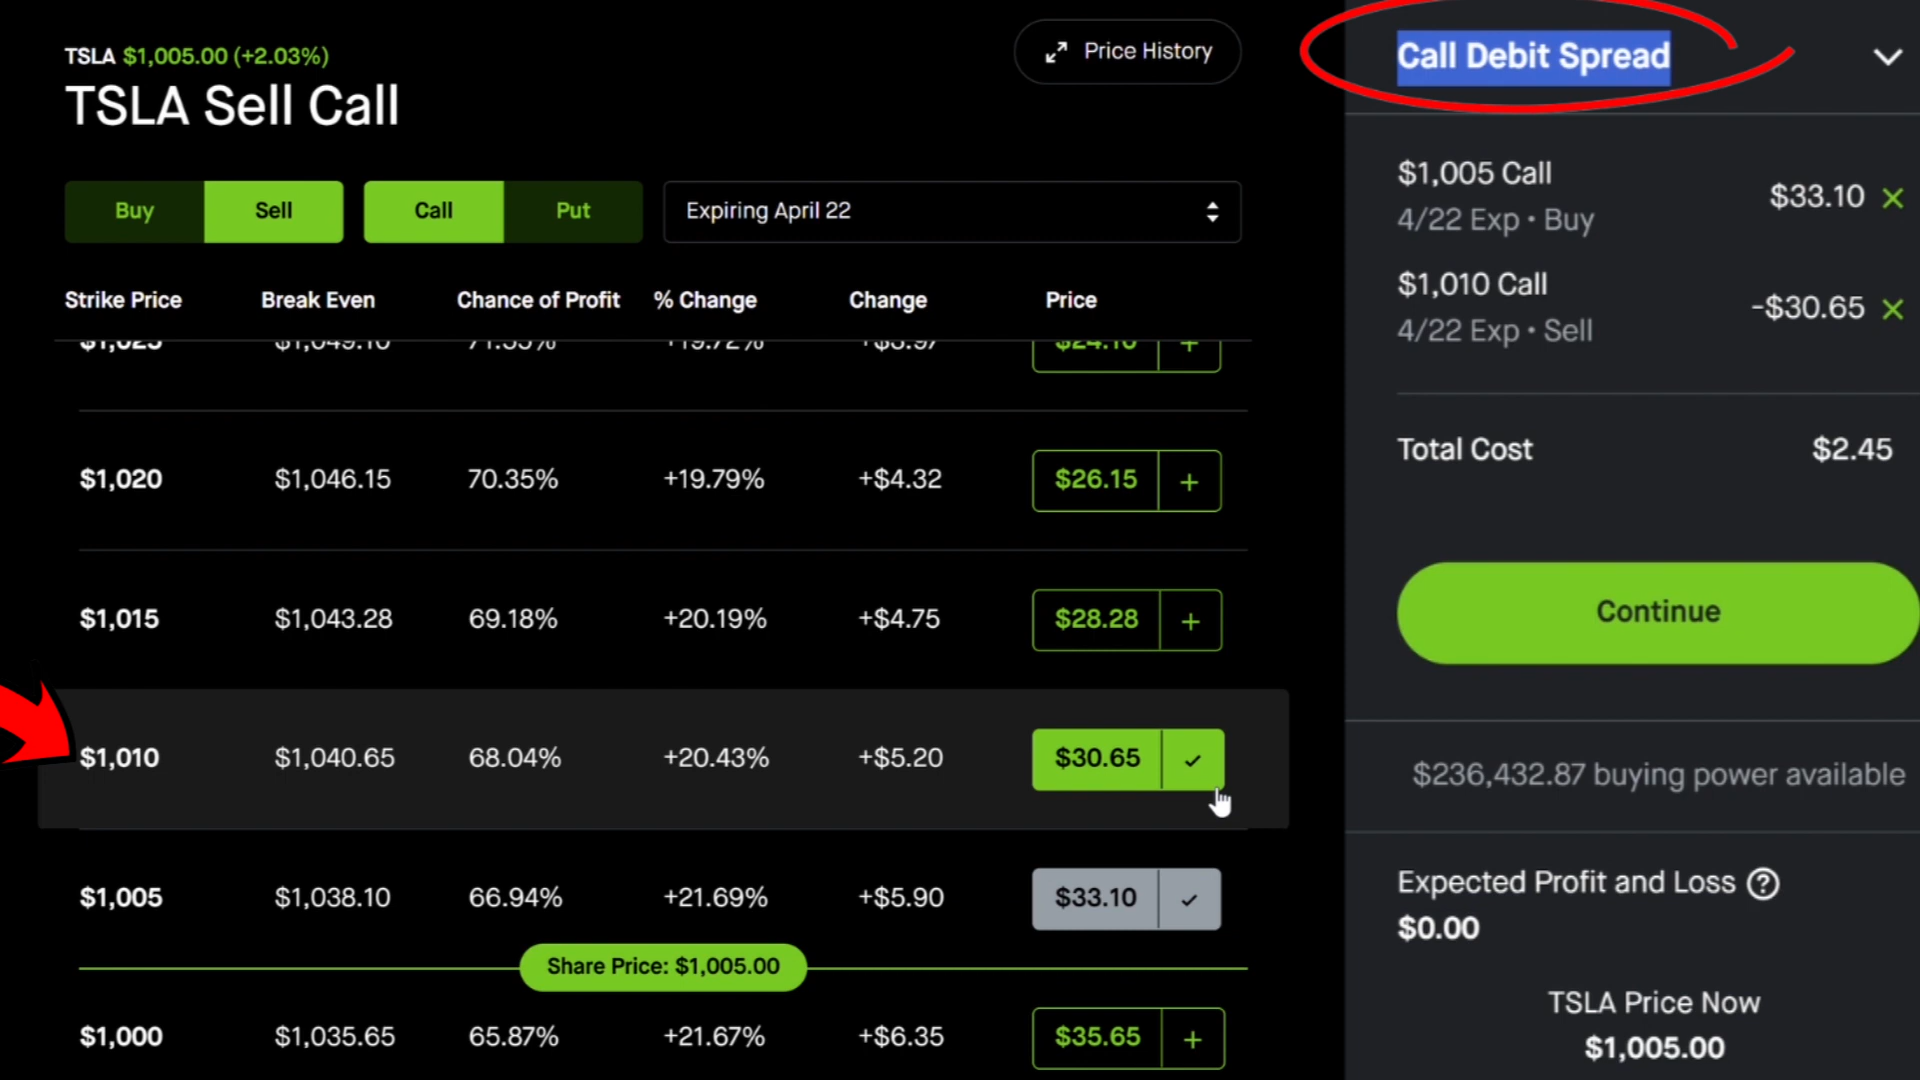 TSLA $1,005.00 (+2.03%)
TSLA Sell Call
Price History
Buy Sell Call Put Expiring April 22
Strike Price Break Even Chance of Profit % Change Change Price
$1,020 $1,046.15 70.35% +19.79% +$4.32 $26.15 +
$1,015 $1,043.28 69.18% +20.19% +$4.75 $28.28 +
$1,010 $1,040.65 68.04% +20.43% +$5.20 $30.65
$1,005 $1,038.10 66.94% +21.69% +$5.90 $33.10
Share Price: $1,005.00
$1,000 $1,035.65 65.87% +21.67% +$6.35 $35.65 +
Call Debit Spread
$1,005 Call
4/22 Exp • Buy
$33.10
$1,010 Call
4/22 Exp • Sell
-$30.65
Total Cost $2.45
Continue
$236,432.87 buying power available
Expected Profit and Loss ?
$0.00
TSLA Price Now
$1,005.00